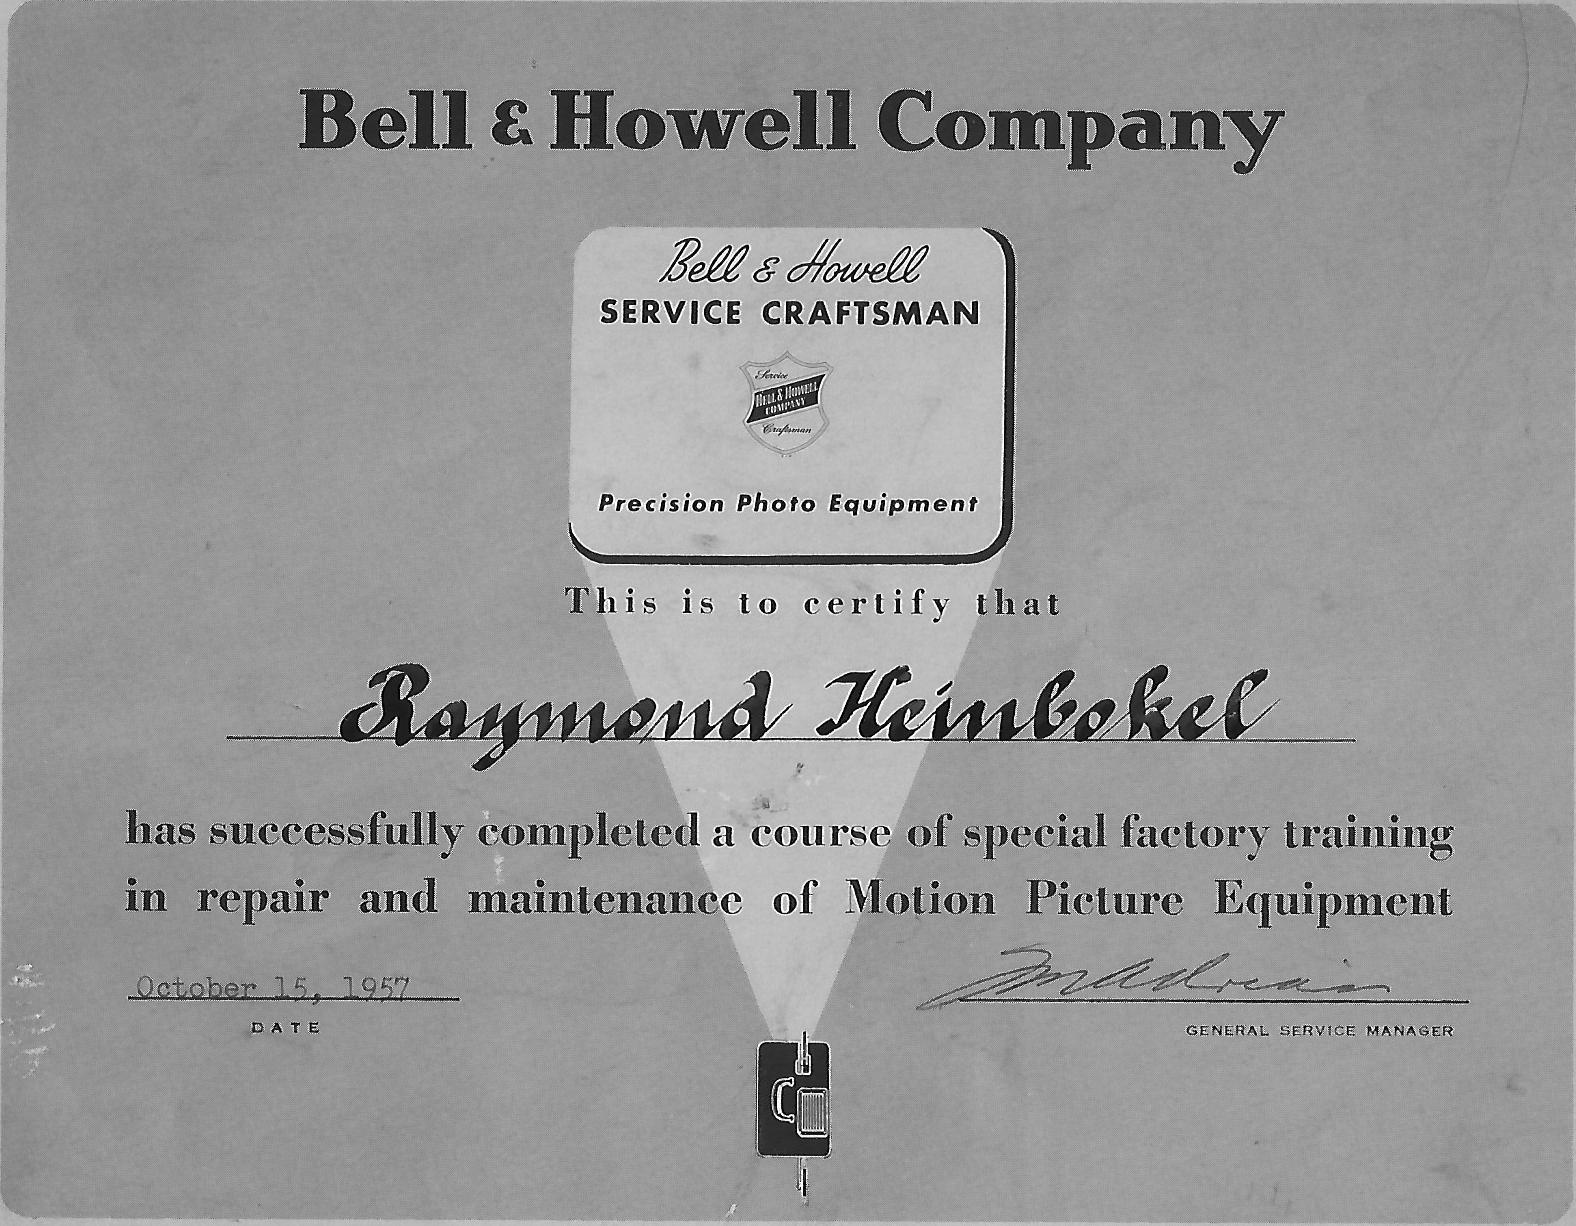 Bell & Howell Company
Bell & Howell
SERVICE CRAFTSMAN
Service
BELL & HOWELL
COMPANY
Craftsman
Precision Photo Equipment
This is to certify that
Raymond Heinbokel
has successfully completed a course of special factory training
in repair and maintenance of Motion Picture Equipment
October 15, 1957
DATE
GENERAL SERVICE MANAGER